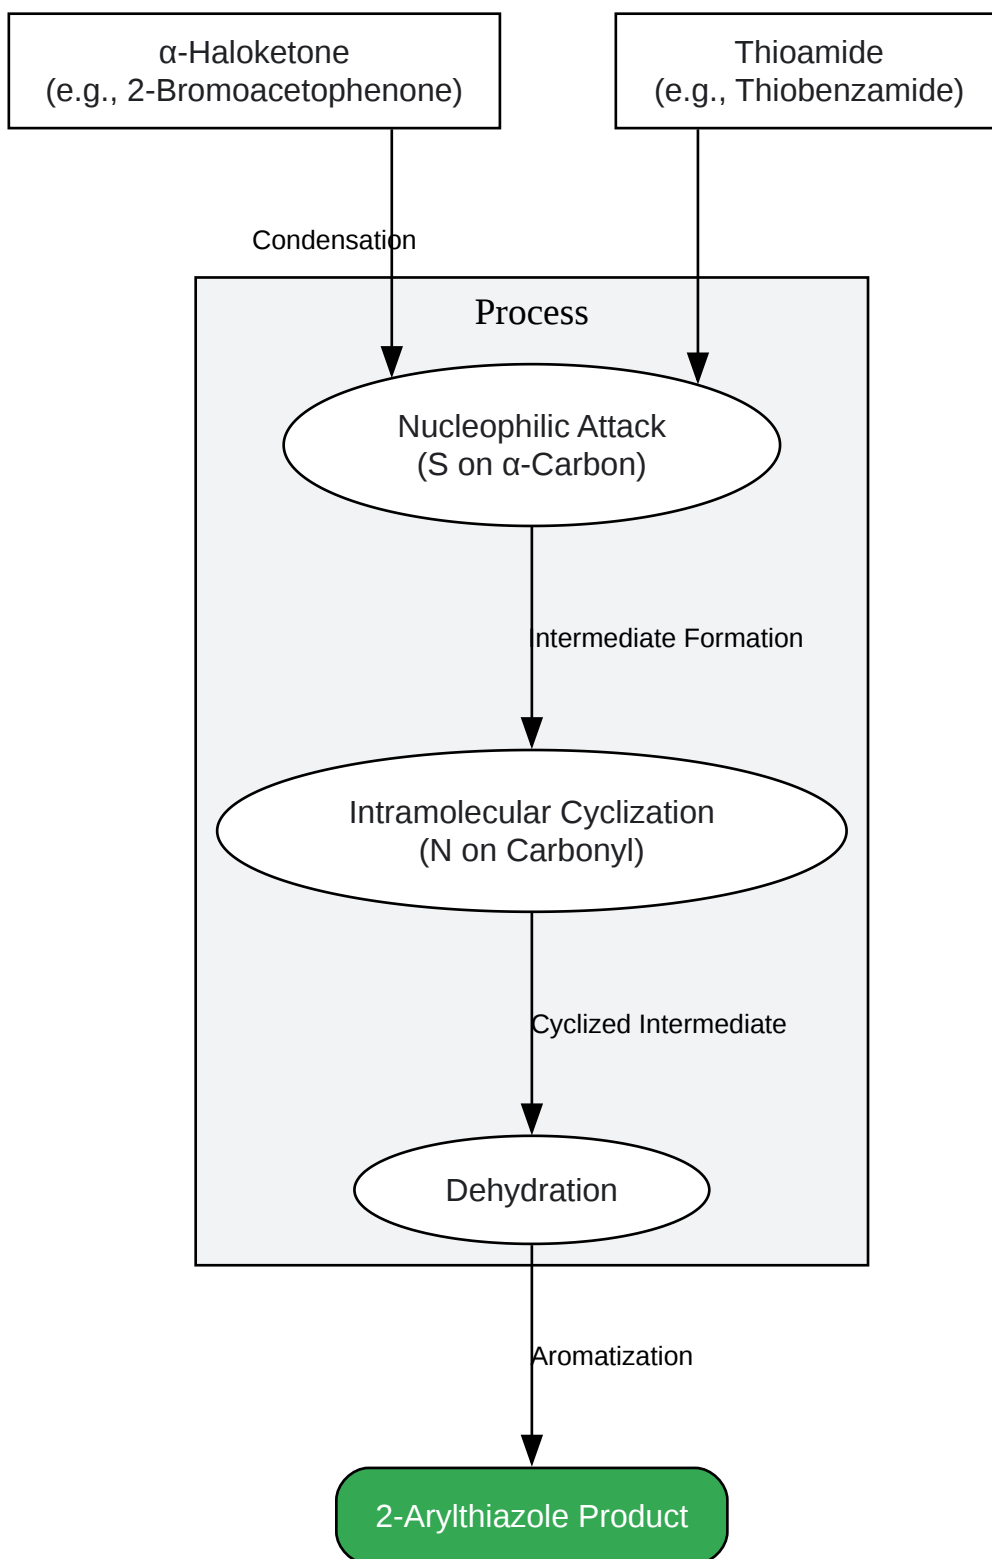 α-Haloketone
(e.g., 2-Bromoacetophenone)
Thioamide
(e.g., Thiobenzamide)
Condensation
Process
Nucleophilic Attack
(S on α-Carbon)
Intermediate Formation
Intramolecular Cyclization
(N on Carbonyl)
Cyclized Intermediate
Dehydration
Aromatization
2-Arylthiazole Product